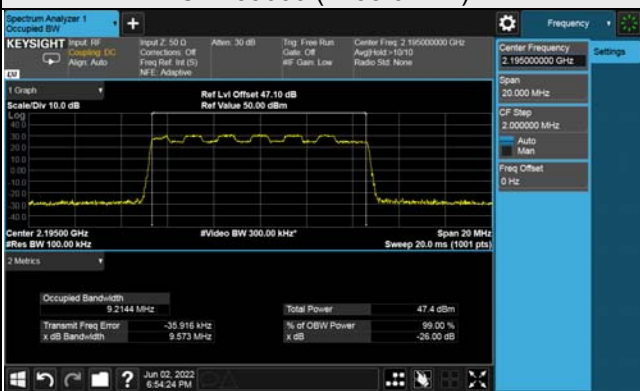 Spectrum Analyzer 1
Occupied BW
+
Frequency
KEYSIGHT
Input: RF
Coupling: DC
Align: Auto
Input Z: 50 Ω
Corrections: Off
Freq Ref: Int (S)
NFE: Adaptive
Atten: 30 dB
Trig: Free Run
Gate: Off
#IF Gain: Low
Center Freq: 2.195000000 GHz
Avg|Hold:>10/10
Radio Std: None
Center Frequency
2.195000000 GHz
Settings
Span
20.000 MHz
CF Step
2.000000 MHz
Auto
Man
Freq Offset
0 Hz
1 Graph
Scale/Div 10.0 dB
Ref Lvl Offset 47.10 dB
Ref Value 50.00 dBm
Log
40.0
30.0
20.0
10.0
0.00
-10.0
-20.0
-30.0
-40.0
Center 2.19500 GHz
#Res BW 100.00 kHz
#Video BW 300.00 kHz*
Span 20 MHz
Sweep 20.0 ms (1001 pts)
2 Metrics
Occupied Bandwidth
9.2144 MHz
Total Power 47.4 dBm
Transmit Freq Error -35.916 kHz
% of OBW Power 99.00 %
x dB Bandwidth 9.573 MHz
x dB -26.00 dB
?
Jun 02, 2022
6:54:24 PM